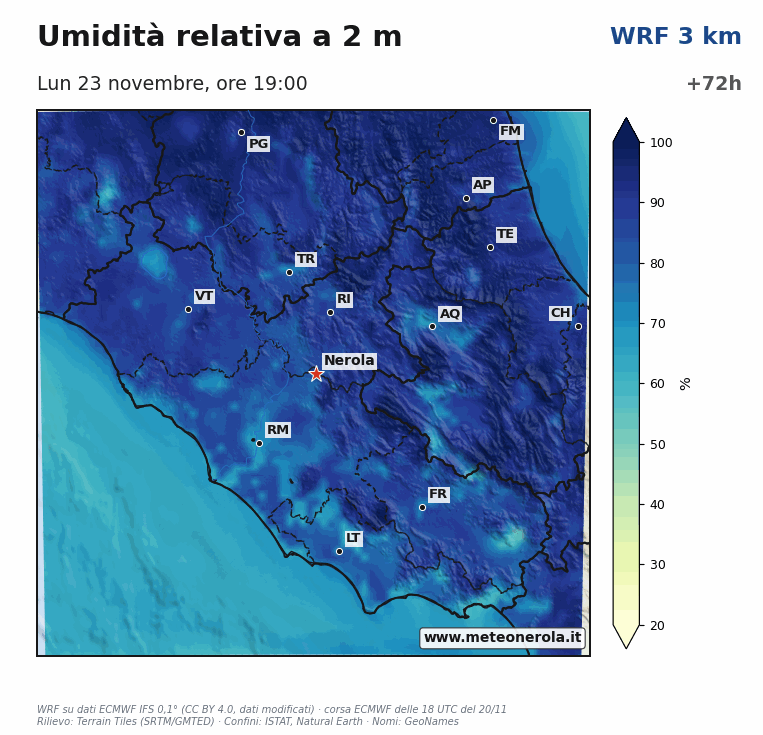 Umidità relativa a 2 m
WRF 3 km
Lun 23 novembre, ore 19:00
+72h
FM
PG
AP
TE
TR
VT
RI
AQ
CH
Nerola
RM
FR
LT
www.meteonerola.it
100
90
80
70
60
50
40
30
20
%
WRF su dati ECMWF IFS 0,1° (CC BY 4.0, dati modificati) · corsa ECMWF delle 18 UTC del 20/11
Rilievo: Terrain Tiles (SRTM/GMTED) · Confini: ISTAT, Natural Earth · Nomi: GeoNames